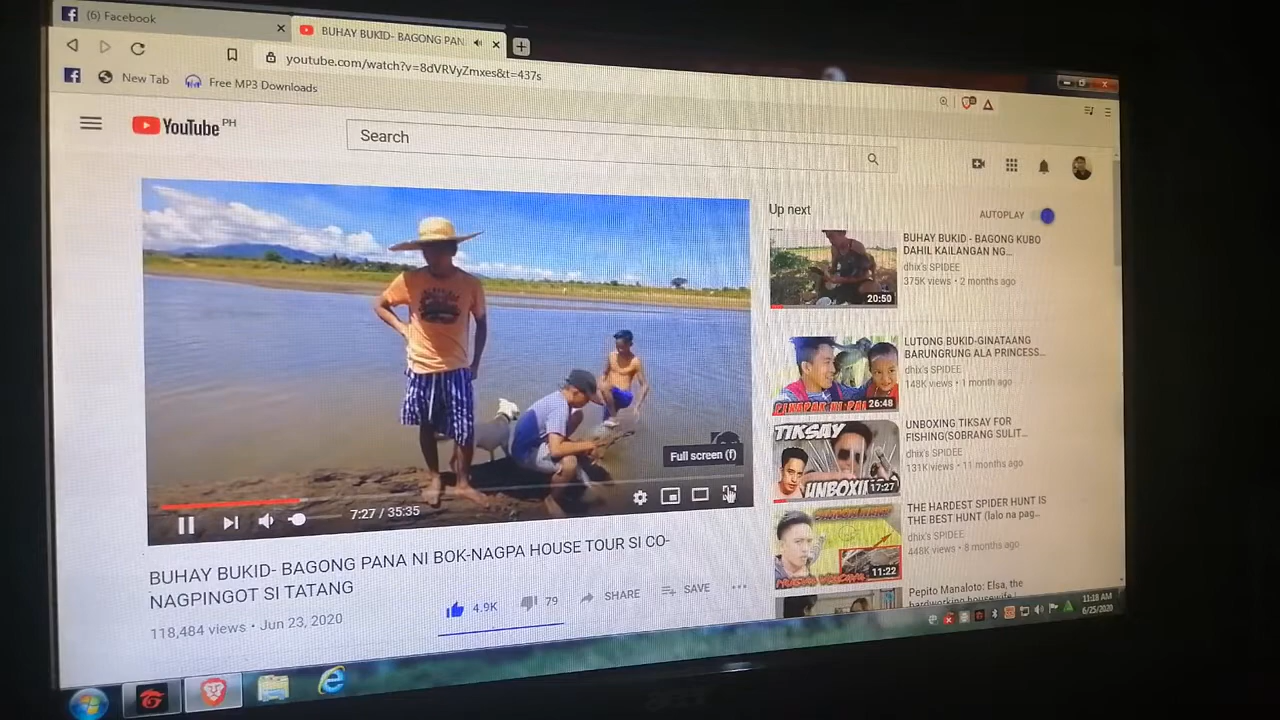 (6) Facebook
BUHAY BUKID- BAGONG PAN
youtube.com/watch?v=8dVRVyZmxes&t=437s
New Tab
Free MP3 Downloads
YouTube PH
Search
Up next
AUTOPLAY
BUHAY BUKID - BAGONG KUBO
DAHIL KAILANGAN NG...
dhix's SPIDEE
375K views • 2 months ago
20:50
LUTONG BUKID-GINATAANG
BARUNGRUNG ALA PRINCESS...
dhix's SPIDEE
148K views • 1 month ago
26:48
TIKSAY
UNBOXING TIKSAY FOR
FISHING(SOBRANG SULIT...
dhix's SPIDEE
131K views • 11 months ago
17:27
THE HARDEST SPIDER HUNT IS
THE BEST HUNT (lalo na pag...
dhix's SPIDEE
448K views • 8 months ago
11:22
Pepito Manaloto: Elsa, the
hardworking housewife
Full screen (f)
7:27 / 35:35
BUHAY BUKID- BAGONG PANA NI BOK-NAGPA HOUSE TOUR SI CO-
NAGPINGOT SI TATANG
118,484 views • Jun 23, 2020
4.9K
79
SHARE
SAVE
11:18 AM
6/25/2020
acer